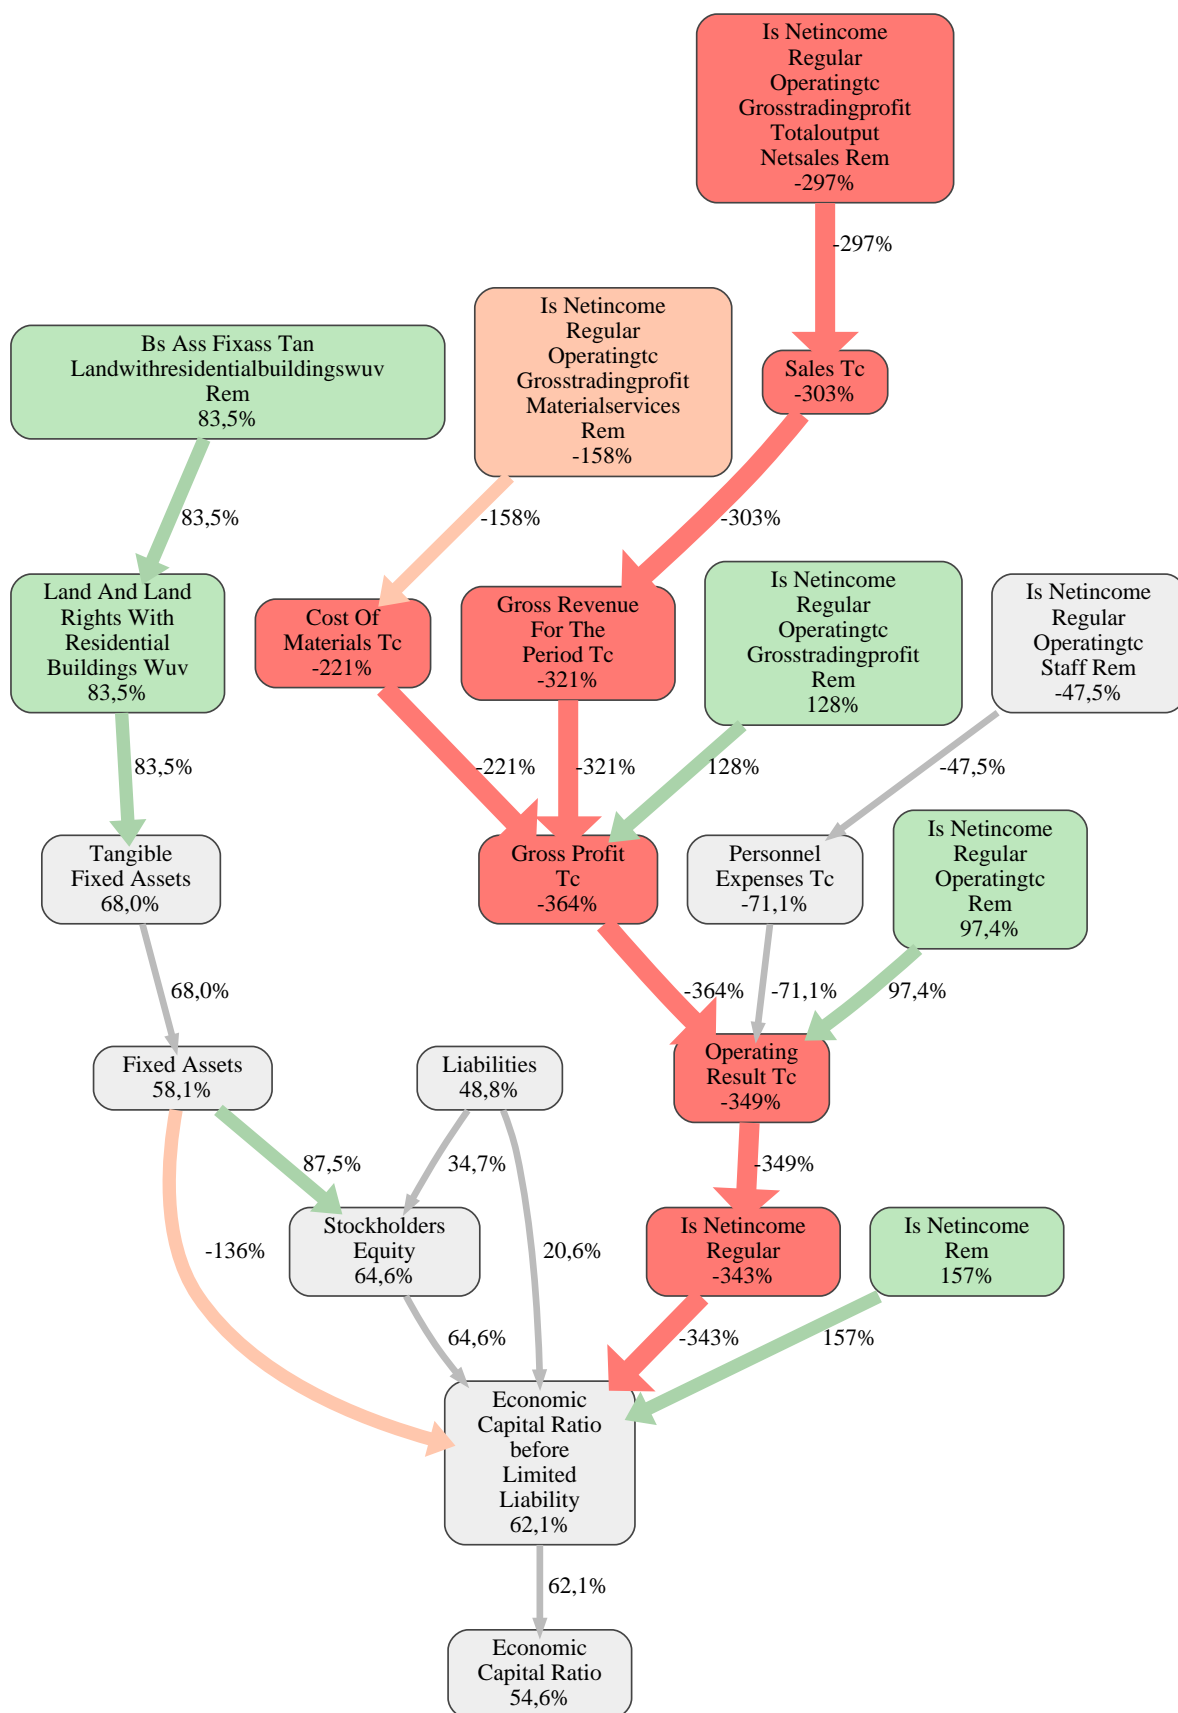 Is Netincome
Regular
Operatingtc
Grosstradingprofit
Totaloutput
Netsales Rem
-297%
-297%
Bs Ass Fixass Tan
Landwithresidentialbuildingswuv
Rem
83,5%
Is Netincome
Regular
Operatingtc
Grosstradingprofit
Materialservices
Rem
-158%
Sales Tc
-303%
83,5%
-158%
-303%
Land And Land
Rights With
Residential
Buildings Wuv
83,5%
Cost Of
Materials Tc
-221%
Gross Revenue
For The
Period Tc
-321%
Is Netincome
Regular
Operatingtc
Grosstradingprofit
Rem
128%
Is Netincome
Regular
Operatingtc
Staff Rem
-47,5%
83,5%
-221%
-321%
128%
-47,5%
Tangible
Fixed Assets
68,0%
Gross Profit
Tc
-364%
Personnel
Expenses Tc
-71,1%
Is Netincome
Regular
Operatingtc
Rem
97,4%
68,0%
-364%
-71,1%
97,4%
Fixed Assets
58,1%
Liabilities
48,8%
Operating
Result Tc
-349%
87,5%
34,7%
-349%
Stockholders
Equity
64,6%
Is Netincome
Regular
-343%
Is Netincome
Rem
157%
-136%
20,6%
64,6%
-343%
157%
Economic
Capital Ratio
before
Limited
Liability
62,1%
62,1%
Economic
Capital Ratio
54,6%